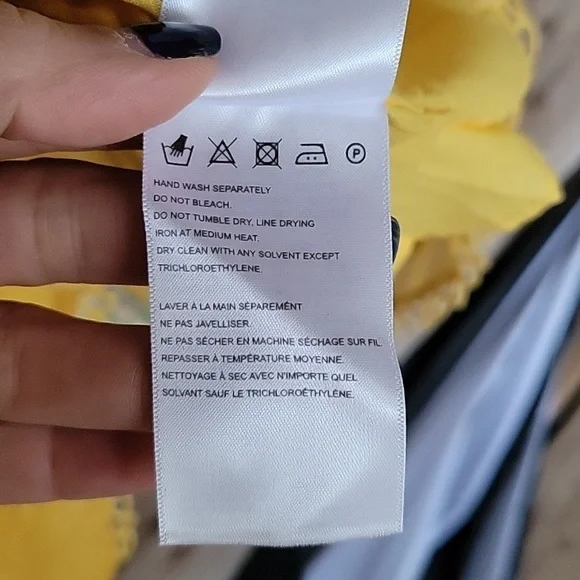 P
HAND WASH SEPARATELY
DO NOT BLEACH.
DO NOT TUMBLE DRY, LINE DRYING
IRON AT MEDIUM HEAT.
DRY CLEAN WITH ANY SOLVENT EXCEPT
TRICHLOROETHYLENE.
LAVER À LA MAIN SÉPARÉMENT
NE PAS JAVELLISER.
NE PAS SÉCHER EN MACHINE SÉCHAGE SUR FIL.
REPASSER À TEMPÉRATURE MOYENNE.
NETTOYAGE À SEC AVEC N'IMPORTE QUEL
SOLVANT SAUF LE TRICHLOROÉTHYLÈNE.